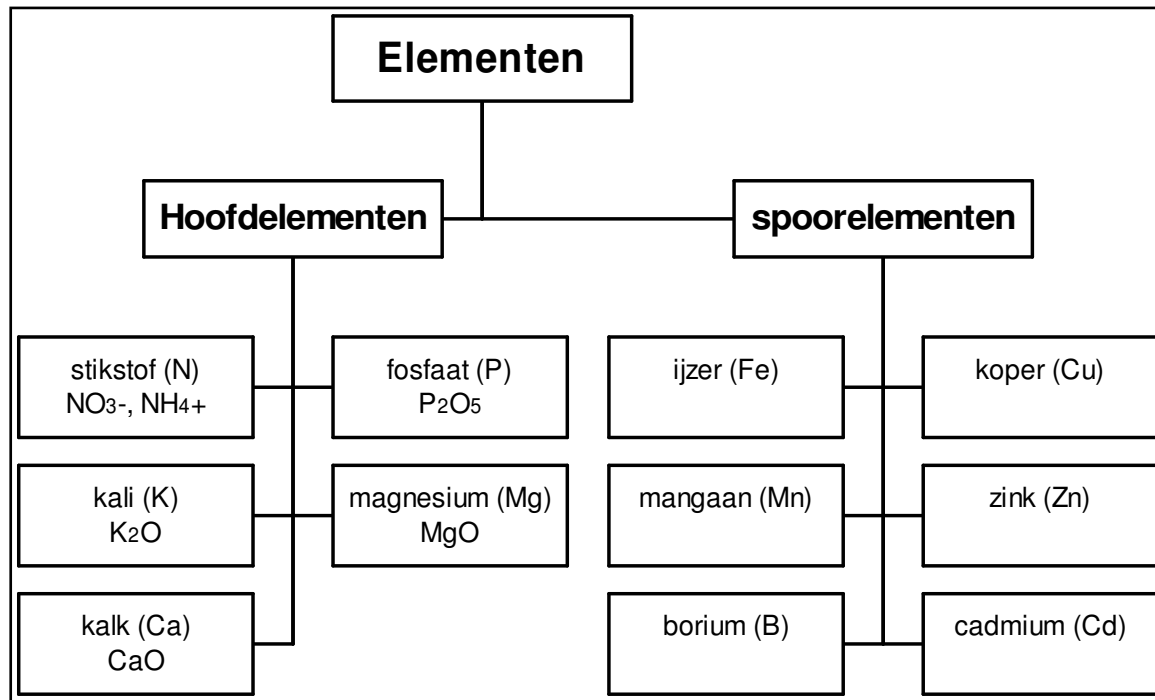 Elementen
Hoofdelementen
spoorelementen
stikstof (N)
NO3-, NH4+
fosfaat (P)
P2O5
ijzer (Fe)
koper (Cu)
kali (K)
K2O
magnesium (Mg)
MgO
mangaan (Mn)
zink (Zn)
kalk (Ca)
CaO
borium (B)
cadmium (Cd)